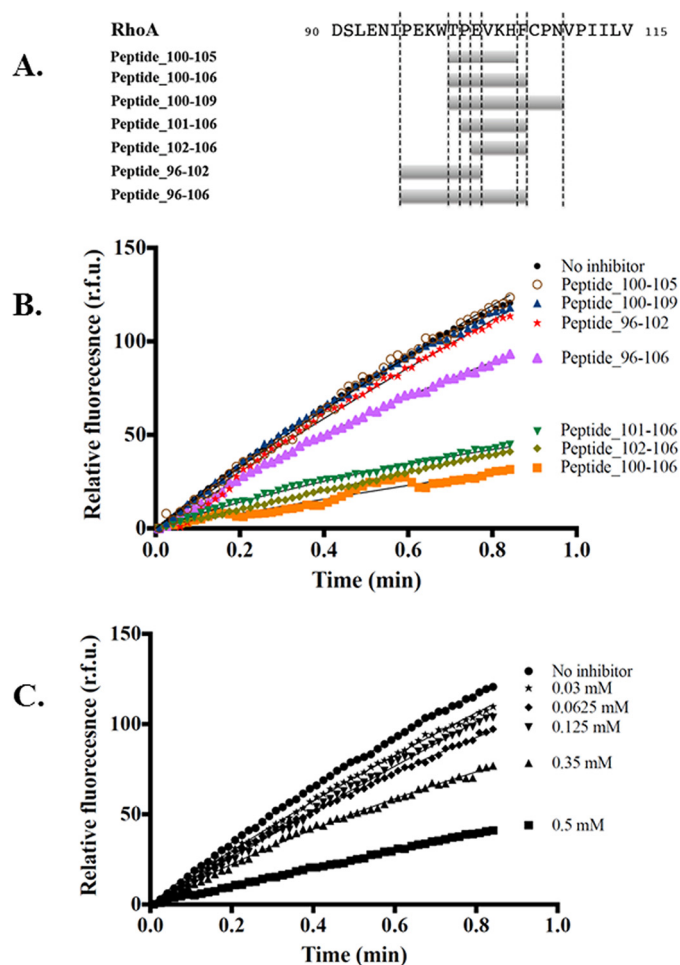 A.
RhoA 90 DSLENIPEKWTPEVKHFCPNVPIILV 115
Peptide_100-105
Peptide_100-106
Peptide_100-109
Peptide_101-106
Peptide_102-106
Peptide_96-102
Peptide_96-106
B.
Relative fluorecesnce (r.f.u.)
150
100
50
0
0.0 0.2 0.4 0.6 0.8 1.0
Time (min)
No inhibitor
Peptide_100-105
Peptide_100-109
Peptide_96-102
Peptide_96-106
Peptide_101-106
Peptide_102-106
Peptide_100-106
C.
Relative fluorecesnce (r.f.u.)
150
100
50
0
0.0 0.2 0.4 0.6 0.8 1.0
Time (min)
No inhibitor
0.03 mM
0.0625 mM
0.125 mM
0.35 mM
0.5 mM